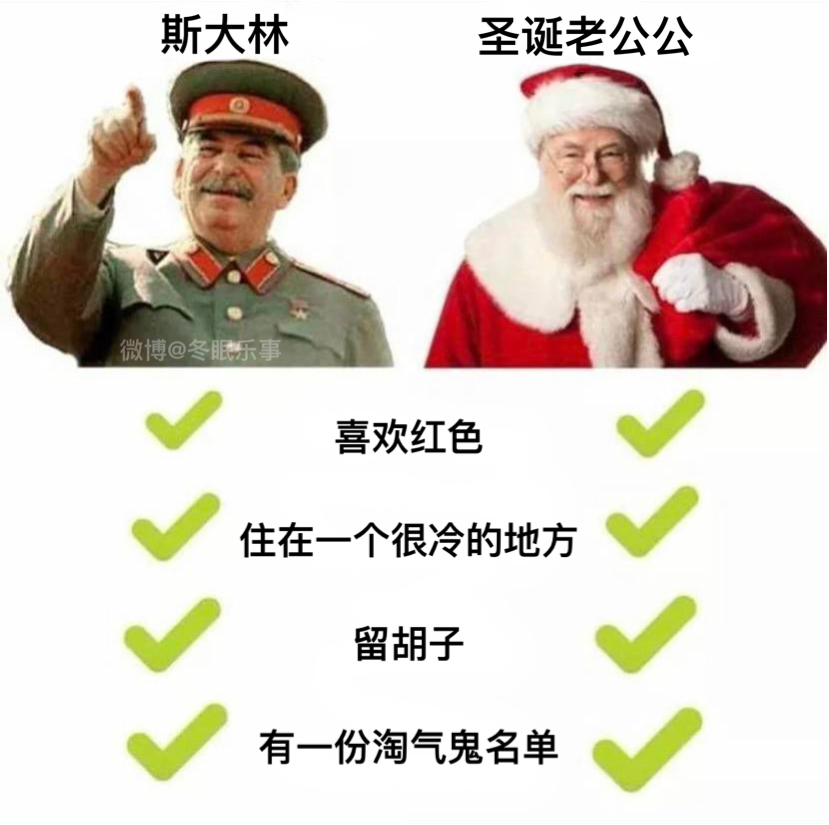 斯大林
圣诞老公公
微博@冬眠乐事
喜欢红色
住在一个很冷的地方
留胡子
有一份淘气鬼名单